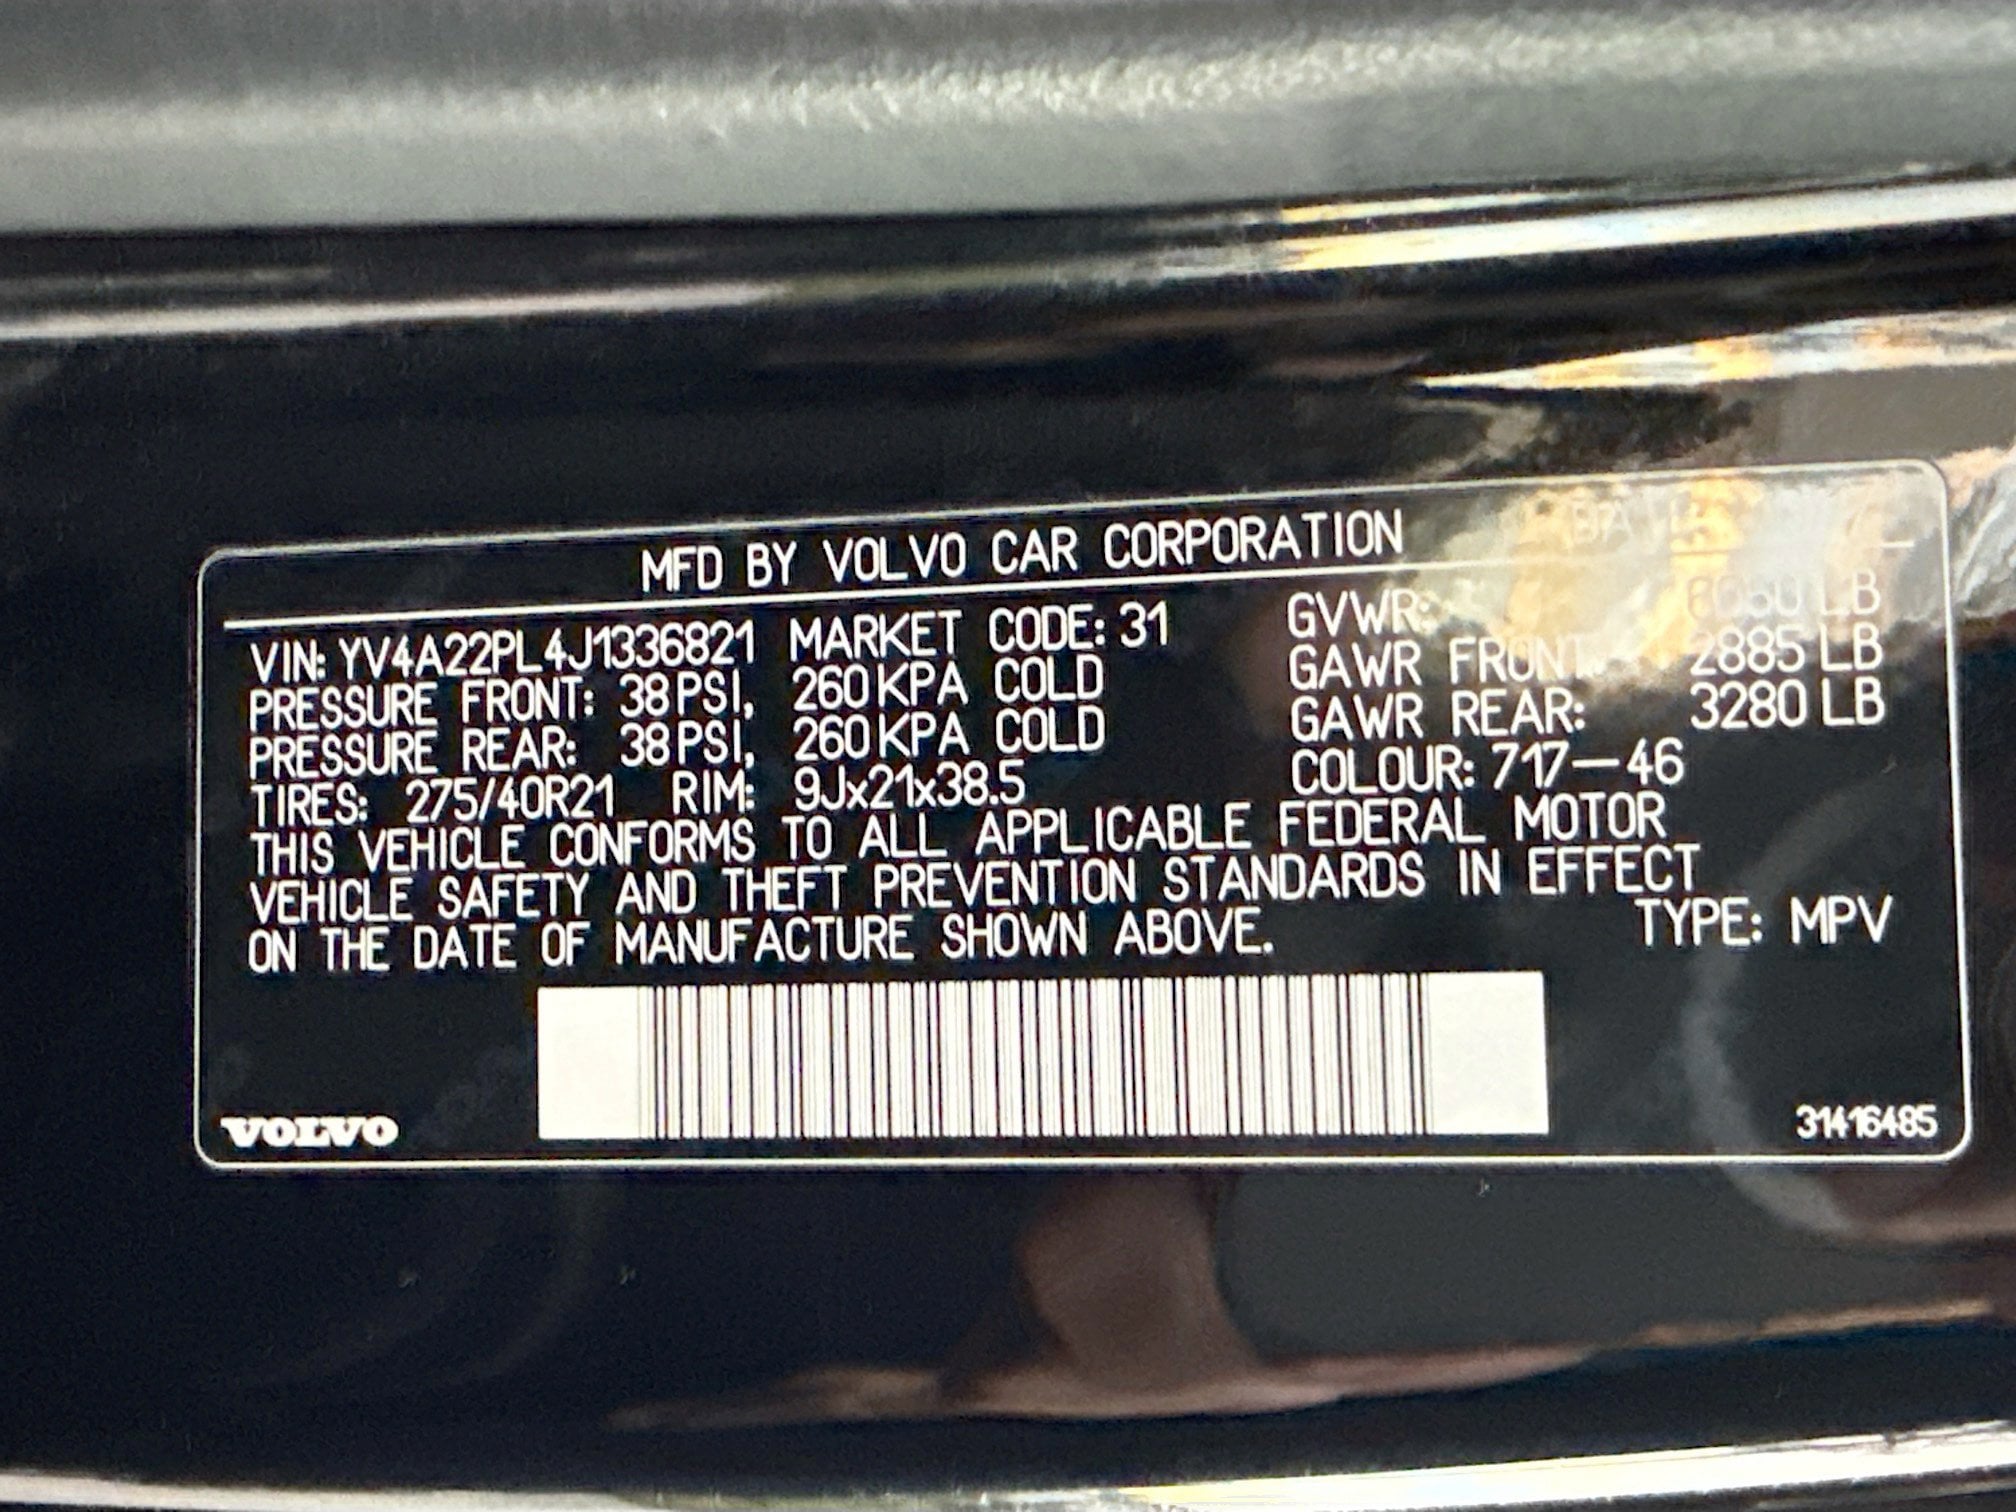 MFD BY VOLVO CAR CORPORATION
VIN: YV4A22PL4J1336821 MARKET CODE: 31 GVWR: LB
PRESSURE FRONT: 38 PSI, 260 KPA COLD GAWR FRONT 2885 LB
PRESSURE REAR: 38 PSI, 260 KPA COLD GAWR REAR: 3280 LB
TIRES: 275/40R21 RIM: 9Jx21x38.5 COLOUR: 717-46
THIS VEHICLE CONFORMS TO ALL APPLICABLE FEDERAL MOTOR
VEHICLE SAFETY AND THEFT PREVENTION STANDARDS IN EFFECT
ON THE DATE OF MANUFACTURE SHOWN ABOVE. TYPE: MPV
VOLVO 31416485